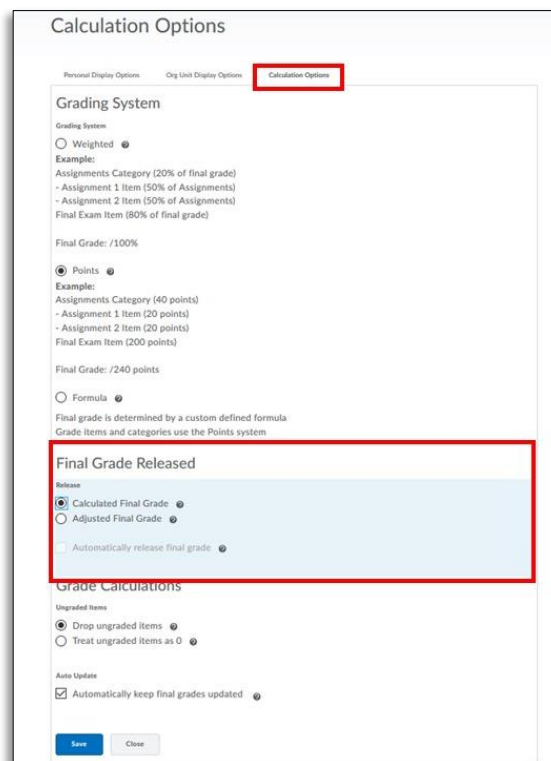 Calculation Options
Personal Display Options Org Unit Display Options Calculation Options
Grading System
Grading System
Weighted
Example:
Assignments Category (20% of final grade)
- Assignment 1 Item (50% of Assignments)
- Assignment 2 Item (50% of Assignments)
Final Exam Item (80% of final grade)
Final Grade: /100%
Points
Example:
Assignments Category (40 points)
- Assignment 1 Item (20 points)
- Assignment 2 Item (20 points)
Final Exam Item (200 points)
Final Grade: /240 points
Formula
Final grade is determined by a custom defined formula
Grade items and categories use the Points system
Final Grade Released
Release
Calculated Final Grade
Adjusted Final Grade
Automatically release final grade
Grade Calculations
Ungraded Items
Drop ungraded items
Treat ungraded items as 0
Auto Update
Automatically keep final grades updated
Save Close